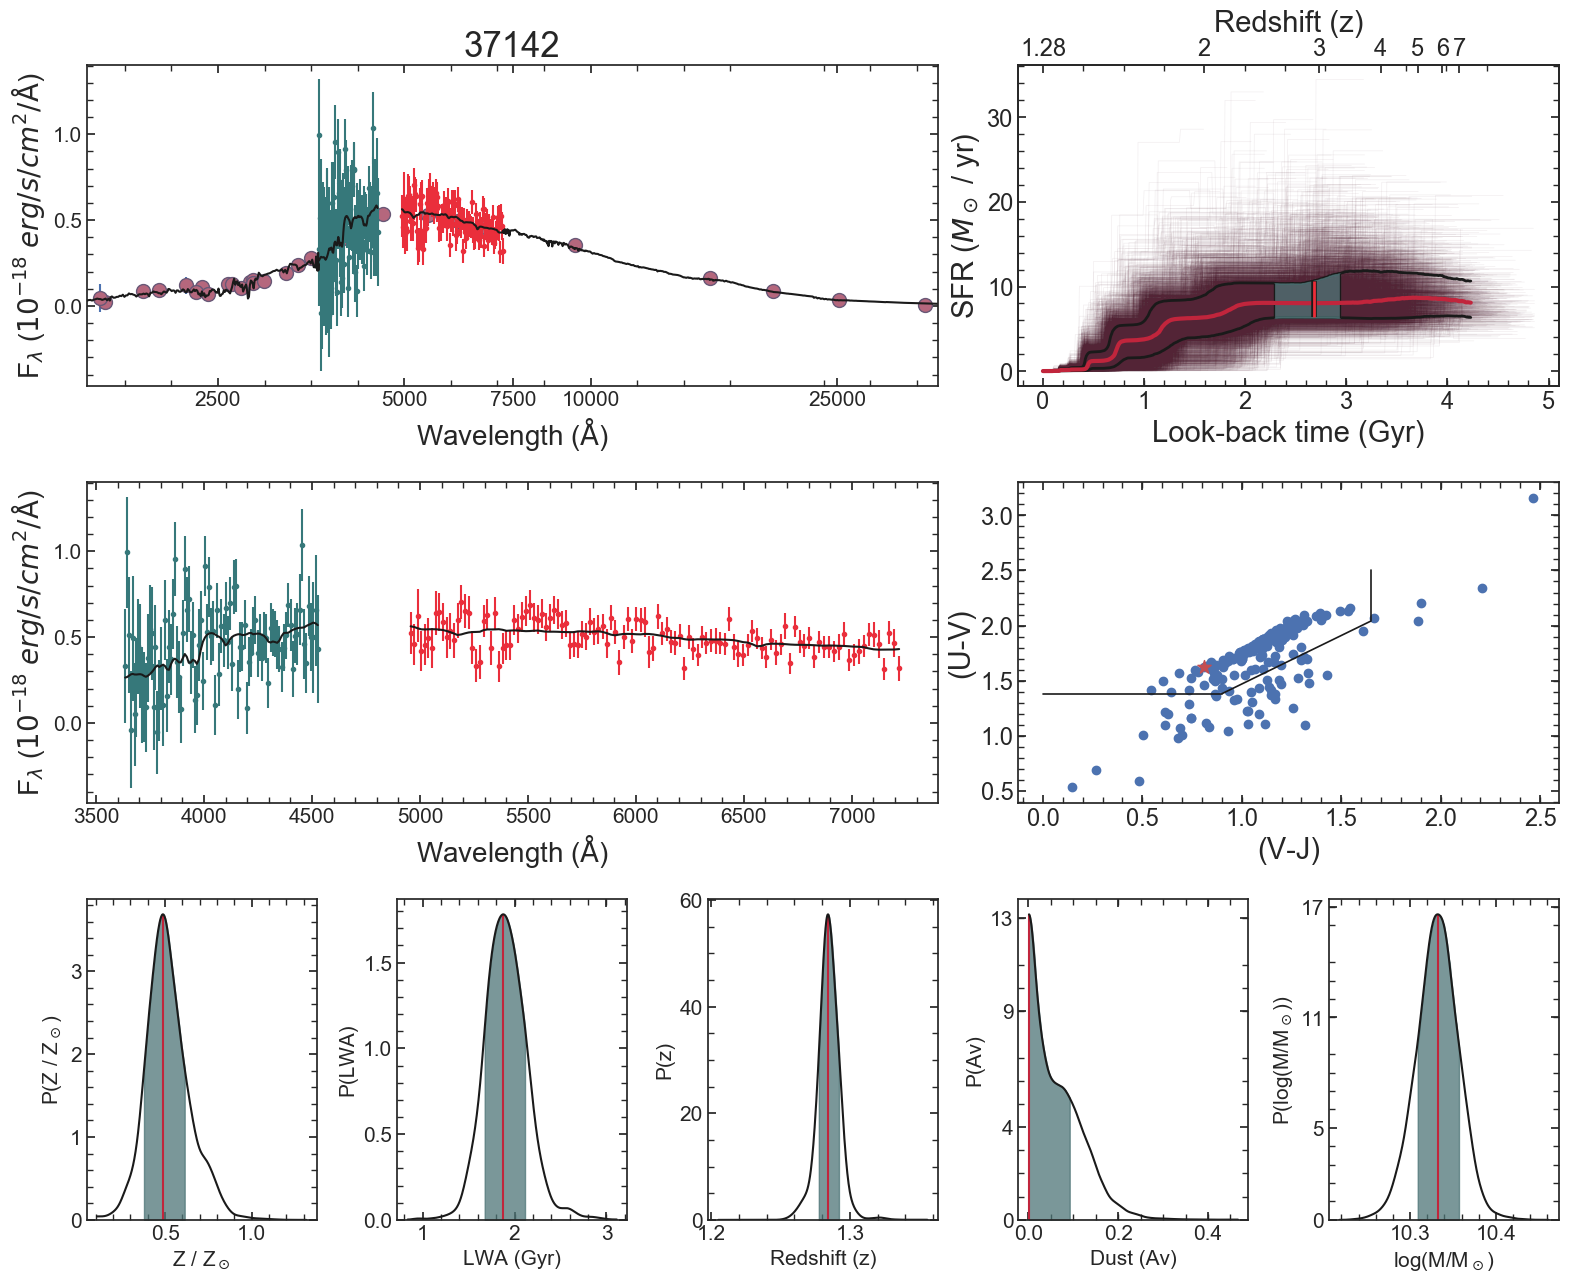 37142
F_λ (10^−18 erg/s/cm^2/Å)
1.0
0.5
0.0
2500 5000 7500 10000 25000
Wavelength (Å)
Redshift (z)
1.28 2 3 4 5 6 7
SFR (M_⊙ / yr)
30
20
10
0
0 1 2 3 4 5
Look-back time (Gyr)
F_λ (10^−18 erg/s/cm^2/Å)
1.0
0.5
0.0
3500 4000 4500 5000 5500 6000 6500 7000
Wavelength (Å)
(U-V)
3.0
2.5
2.0
1.5
1.0
0.5
0.0 0.5 1.0 1.5 2.0 2.5
(V-J)
P(Z / Z_⊙)
3
2
1
0
0.5 1.0
Z / Z_⊙
P(LWA)
1.5
1.0
0.5
0.0
1 2 3
LWA (Gyr)
P(z)
60
40
20
0
1.2 1.3
Redshift (z)
P(Av)
13
9
4
0
0.0 0.2 0.4
Dust (Av)
P(log(M/M_⊙))
17
11
5
0
10.3 10.4
log(M/M_⊙)